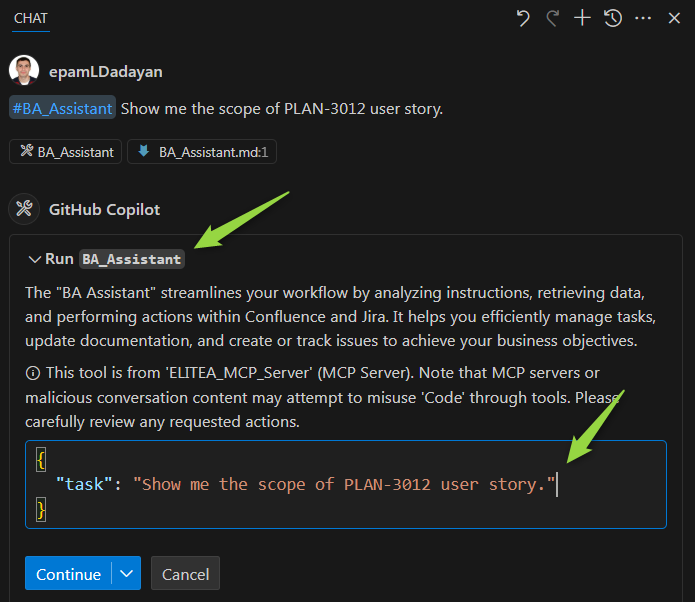 CHAT
epamLDadayan
#BA_Assistant Show me the scope of PLAN-3012 user story.
BA_Assistant BA_Assistant.md:1
GitHub Copilot
Run BA_Assistant
The "BA Assistant" streamlines your workflow by analyzing instructions, retrieving data,
and performing actions within Confluence and Jira. It helps you efficiently manage tasks,
update documentation, and create or track issues to achieve your business objectives.
This tool is from 'ELITEA_MCP_Server' (MCP Server). Note that MCP servers or
malicious conversation content may attempt to misuse 'Code' through tools. Please
carefully review any requested actions.
{
"task": "Show me the scope of PLAN-3012 user story."
}
Continue Cancel